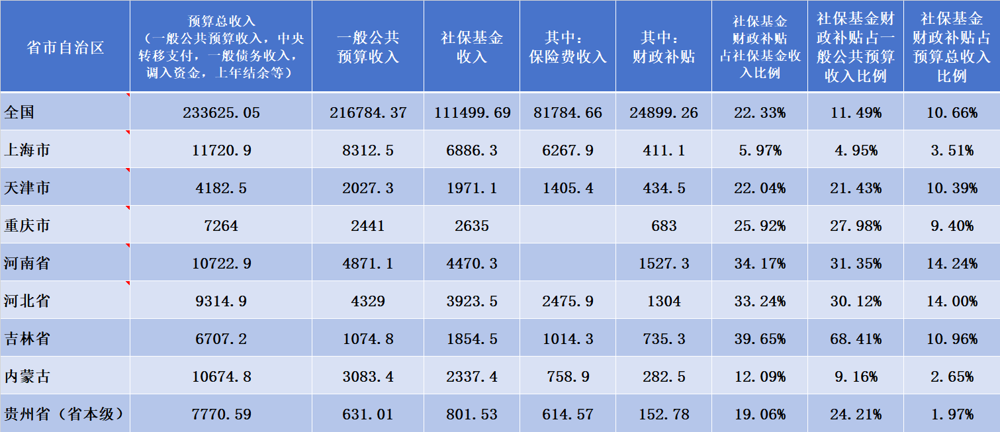 省市自治区
预算总收入
（一般公共预算收入，中央
转移支付，一般债务收入，
调入资金，上年结余等）
一般公共
预算收入
社保基金
收入
其中：
保险费收入
其中：
财政补贴
社保基金
财政补贴
占社保基金收
入比例
社保基金财
政补贴占一
般公共预算
收入比例
社保基金
财政补贴占
预算总收入
比例
全国 233625.05 216784.37 111499.69 81784.66 24899.26 22.33% 11.49% 10.66%
上海市 11720.9 8312.5 6886.3 6267.9 411.1 5.97% 4.95% 3.51%
天津市 4182.5 2027.3 1971.1 1405.4 434.5 22.04% 21.43% 10.39%
重庆市 7264 2441 2635 683 25.92% 27.98% 9.40%
河南省 10722.9 4871.1 4470.3 1527.3 34.17% 31.35% 14.24%
河北省 9314.9 4329 3923.5 2475.9 1304 33.24% 30.12% 14.00%
吉林省 6707.2 1074.8 1854.5 1014.3 735.3 39.65% 68.41% 10.96%
内蒙古 10674.8 3083.4 2337.4 758.9 282.5 12.09% 9.16% 2.65%
贵州省（省本级） 7770.59 631.01 801.53 614.57 152.78 19.06% 24.21% 1.97%